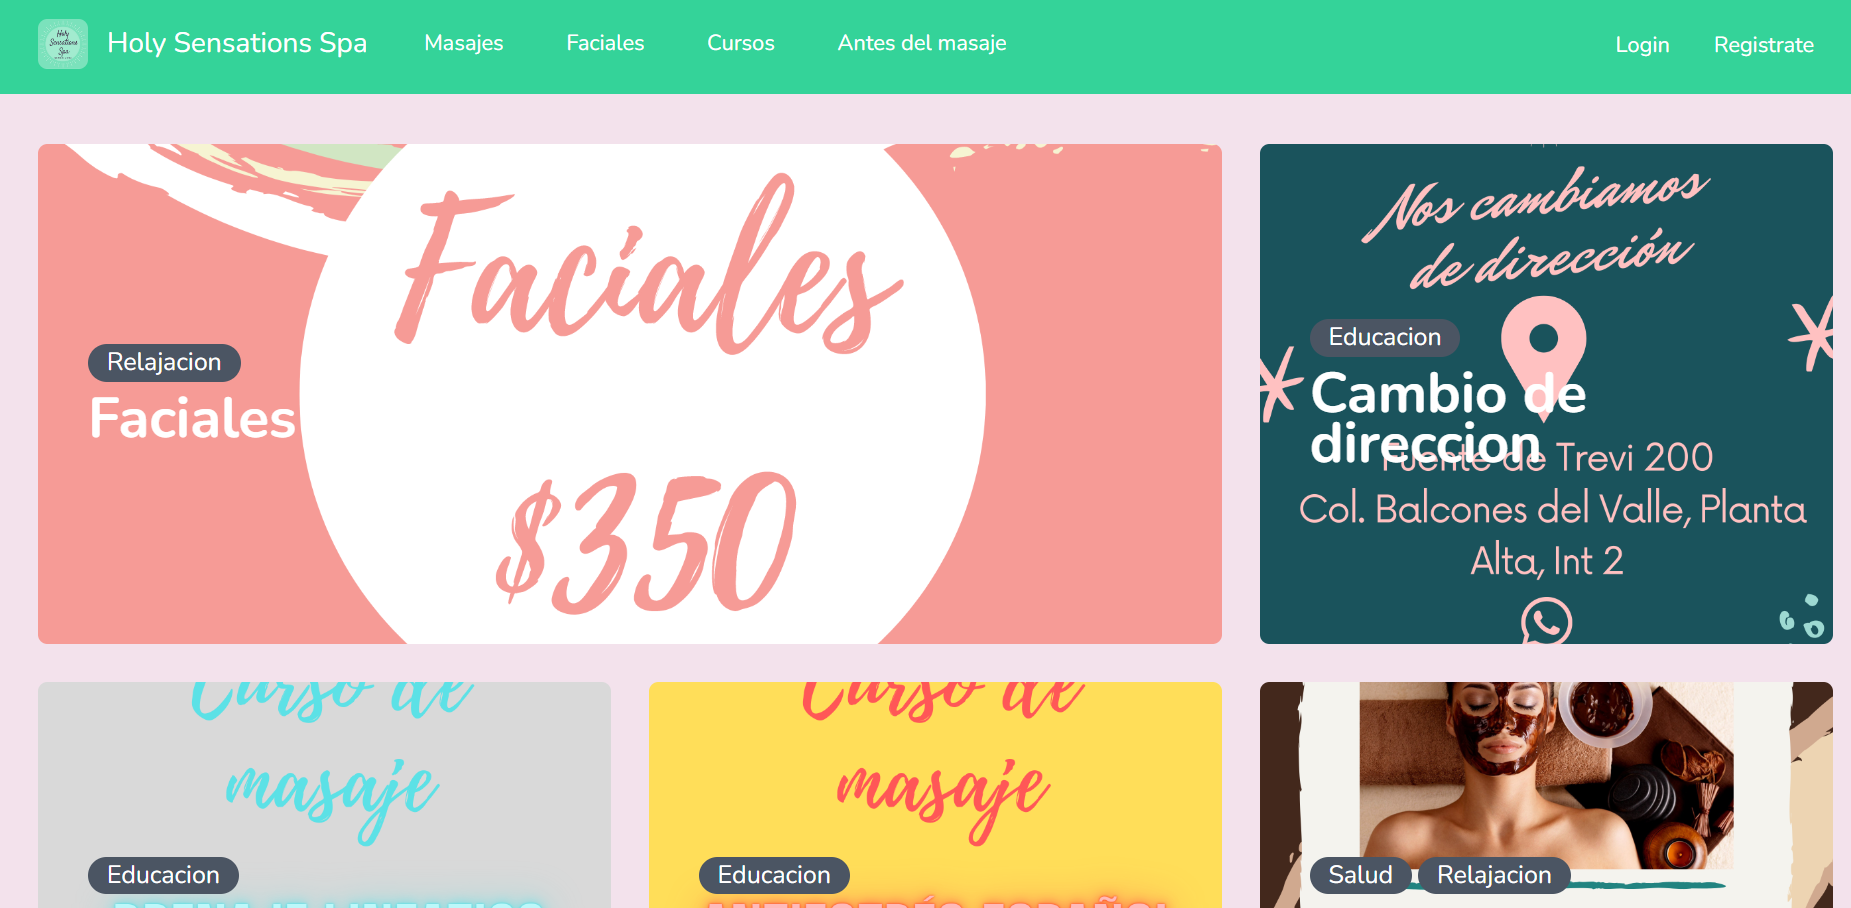 Holy
Sensations
Spa
Holy Sensations Spa
Masajes
Faciales
Cursos
Antes del masaje
Login
Registrate
Faciales
$350
Relajacion
Faciales
Nos cambiamos
de dirección
Educacion
Cambio de
direccion
Fuente de Trevi 200
Col. Balcones del Valle, Planta
Alta, Int 2
Curso de
masaje
Educacion
Curso de
masaje
Educacion
Salud
Relajacion